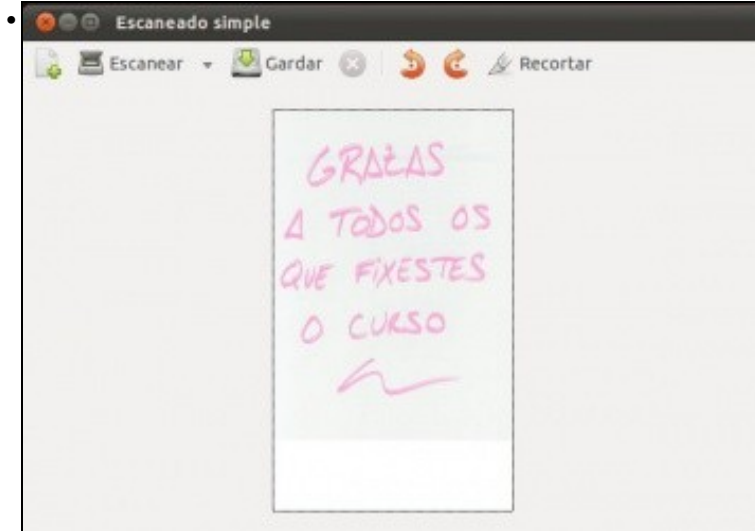 Escaneado simple
Escanear Gardar Recortar
GRAZAS
A TODOS OS
QUE FIXESTES
O CURSO